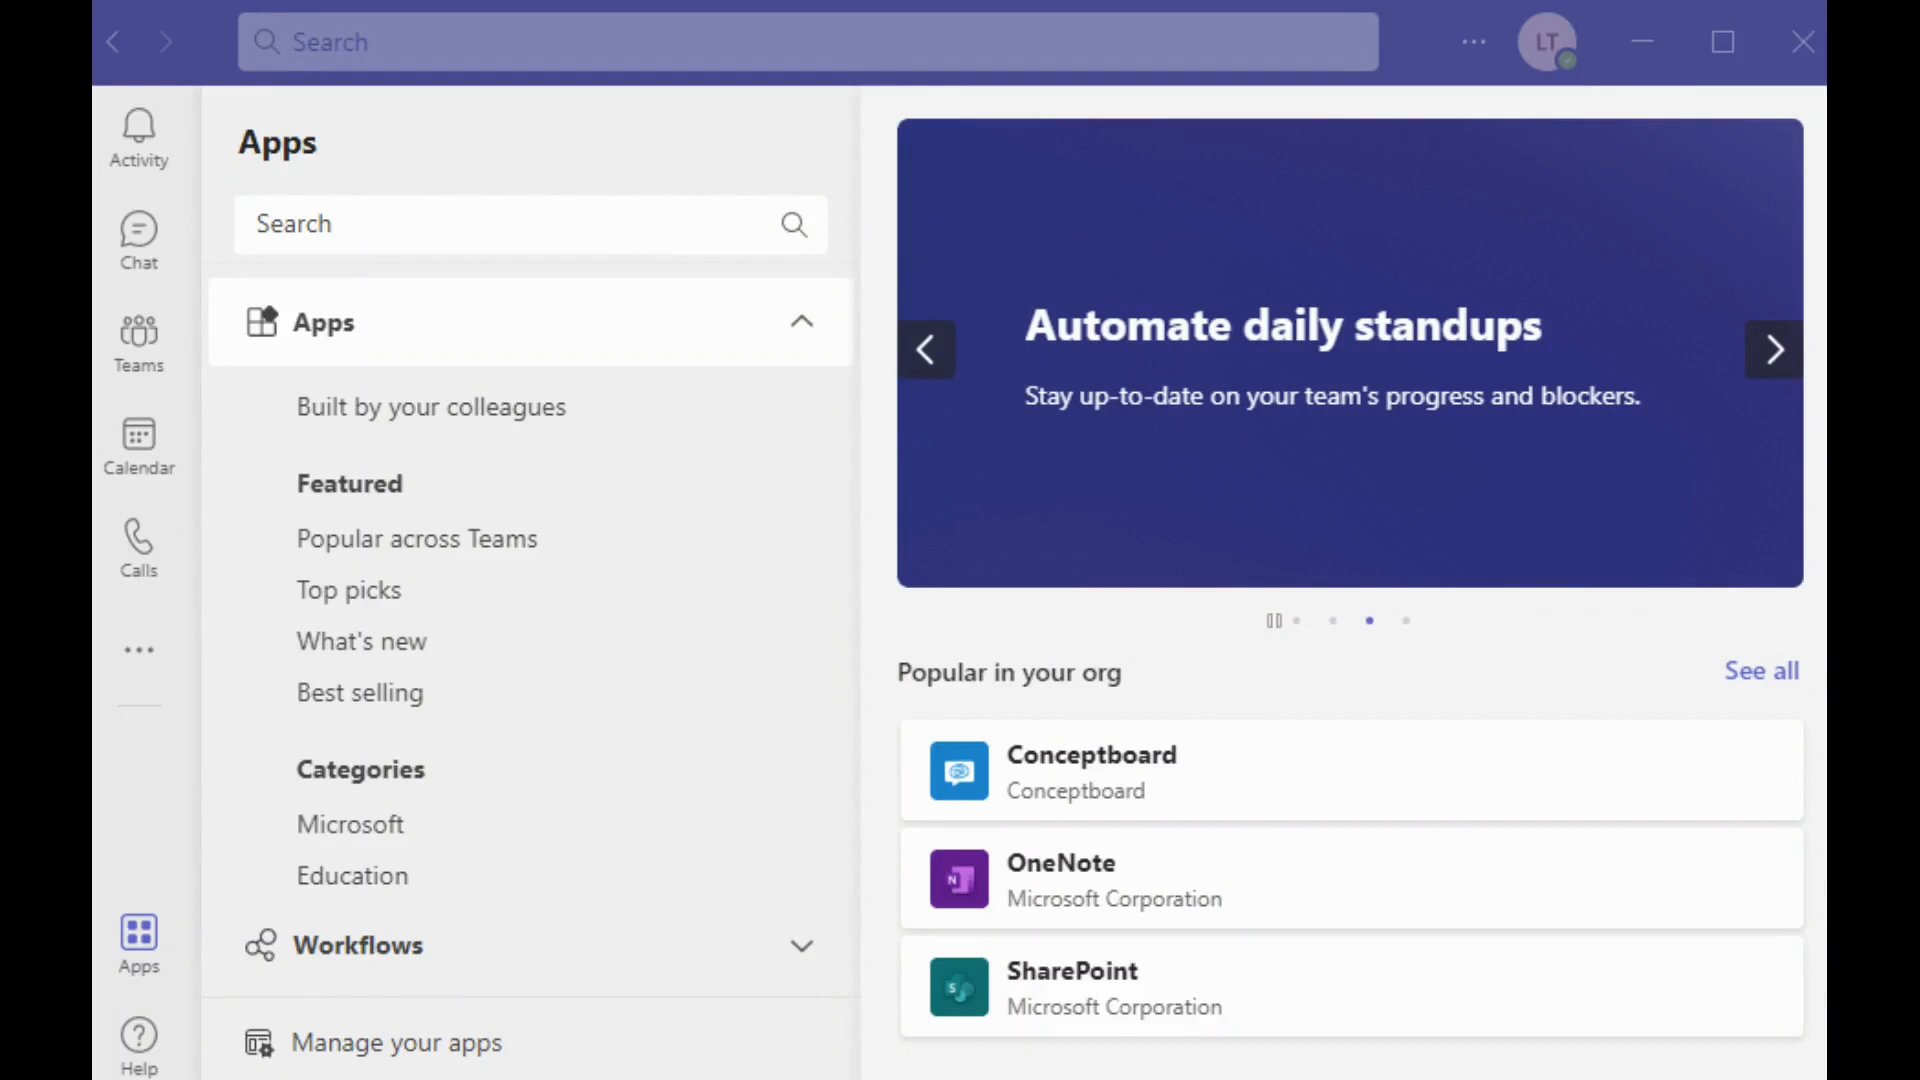 Search
LT
Activity
Chat
Teams
Calendar
Calls
Apps
Help
Apps
Search
Apps
Built by your colleagues
Featured
Popular across Teams
Top picks
What's new
Best selling
Categories
Microsoft
Education
Workflows
Manage your apps
Automate daily standups
Stay up-to-date on your team's progress and blockers.
Popular in your org
See all
Conceptboard
Conceptboard
N
OneNote
Microsoft Corporation
S
SharePoint
Microsoft Corporation